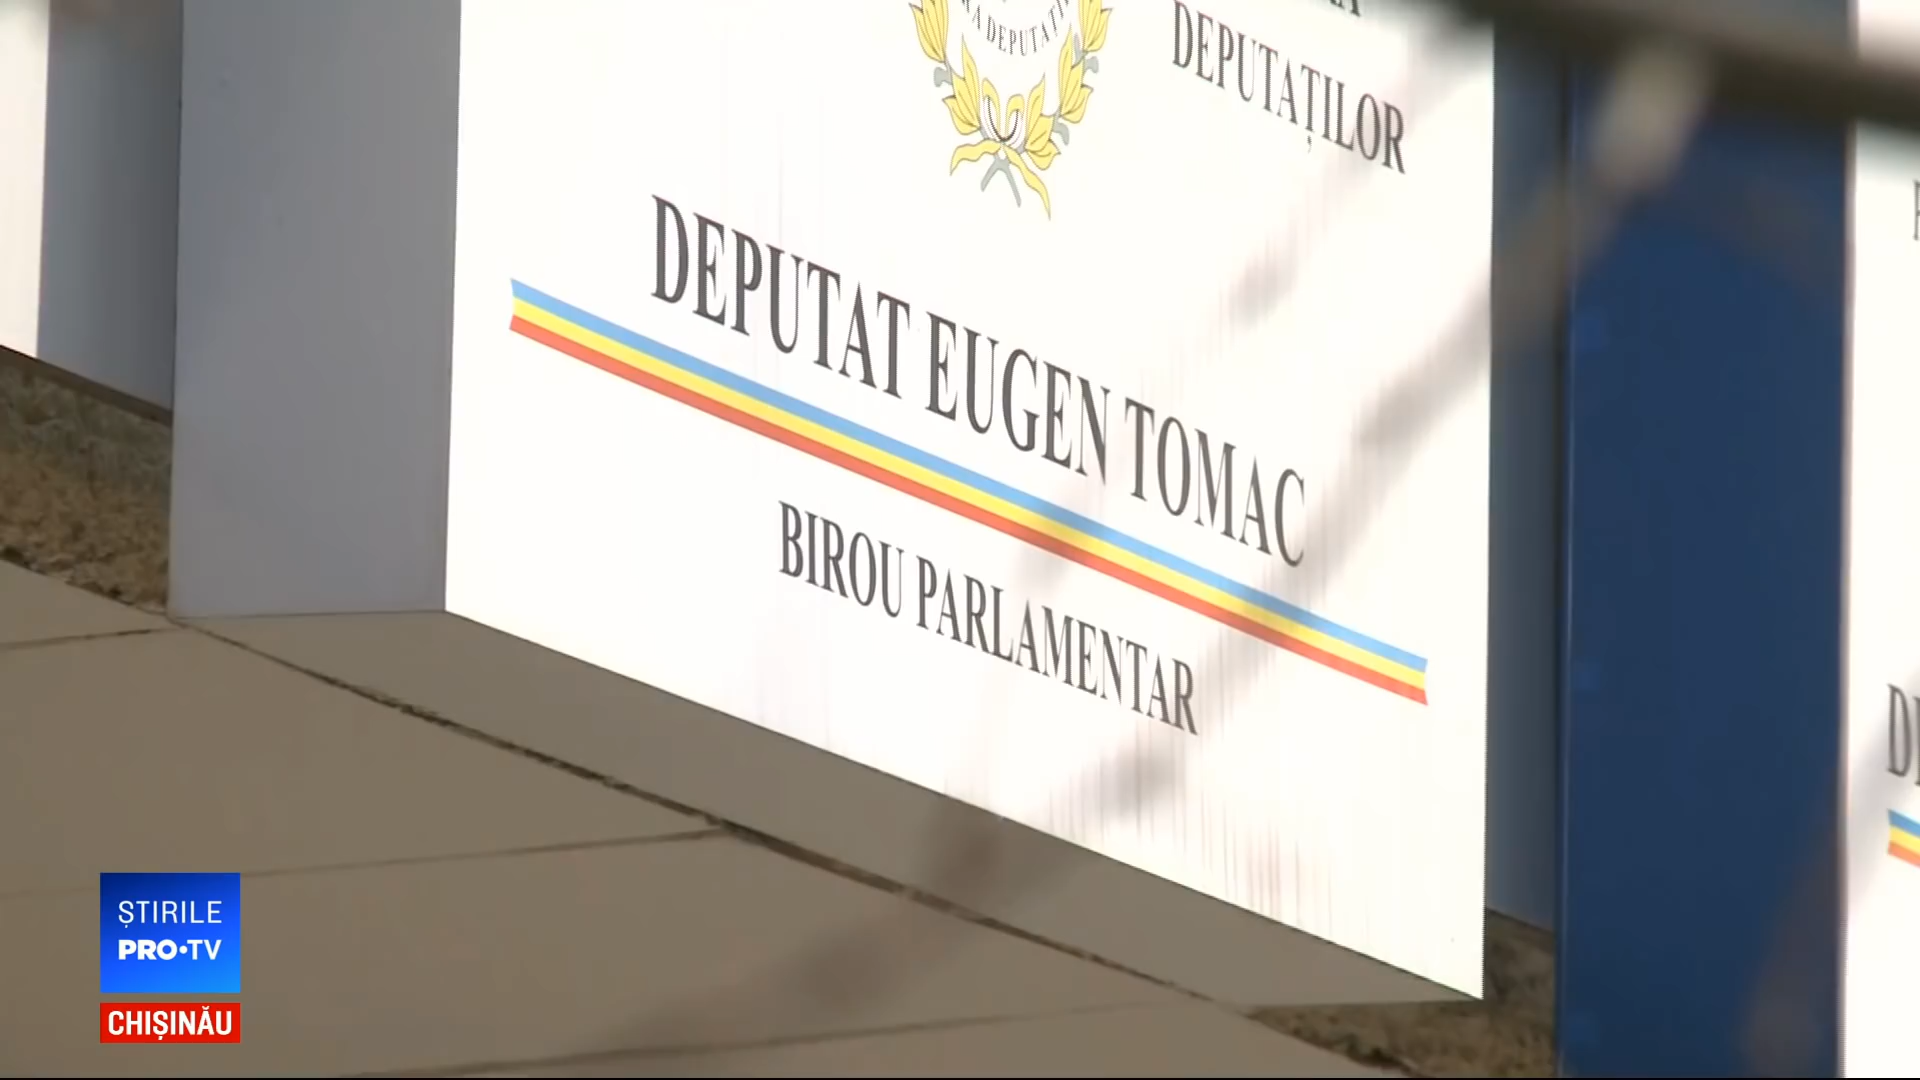 DEPUTAȚILOR
DEPUTAT EUGEN TOMAC
BIROU PARLAMENTAR
ȘTIRILE
PRO•TV
CHIȘINĂU